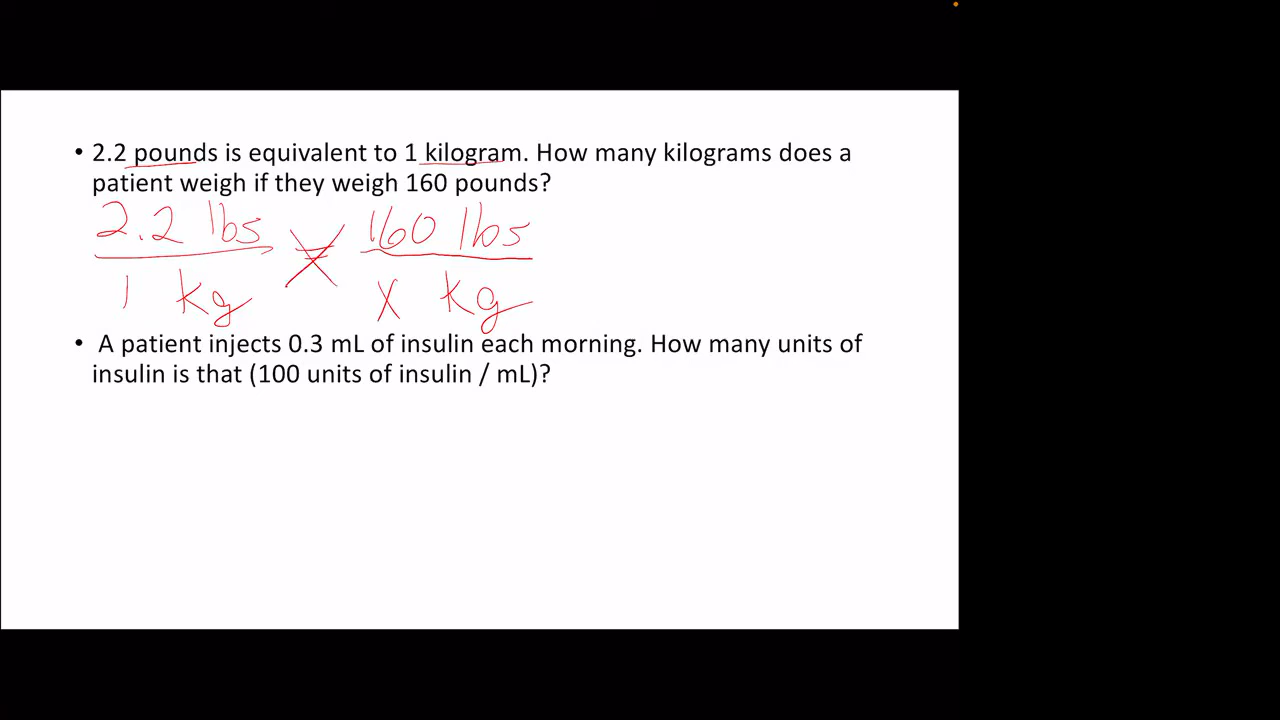 • 2.2 pounds is equivalent to 1 kilogram. How many kilograms does a
patient weigh if they weigh 160 pounds?
2.2 lbs = 160 lbs
1 kg x kg
• A patient injects 0.3 mL of insulin each morning. How many units of
insulin is that (100 units of insulin / mL)?